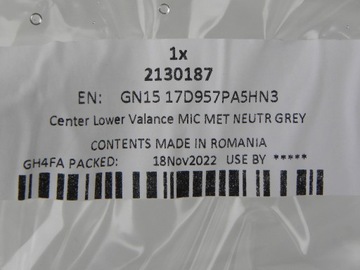 1x
2130187
EN: GN15 17D957PA5HN3
Center Lower Valance MiC MET NEUTR GREY
CONTENTS MADE IN ROMANIA
GH4FA PACKED: 18Nov2022 USE BY *****